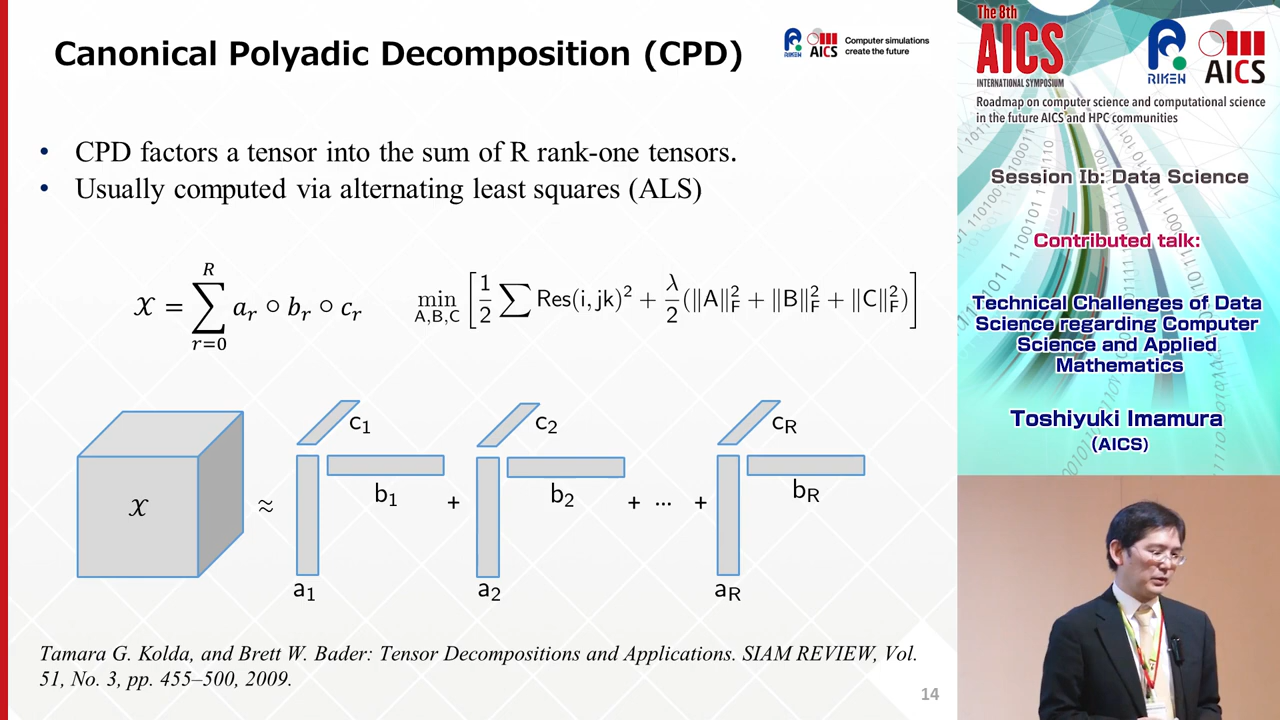 Canonical Polyadic Decomposition (CPD)
RIKEN AICS
Computer simulations
create the future
• CPD factors a tensor into the sum of R rank-one tensors.
• Usually computed via alternating least squares (ALS)
𝒳 = ∑_{r=0}^{R} a_r ○ b_r ○ c_r
min_{A,B,C} [ 1/2 ∑ Res(i, jk)² + λ/2 (‖A‖²_F + ‖B‖²_F + ‖C‖²_F) ]
𝒳 ≈ a₁ b₁ c₁ + a₂ b₂ c₂ + ··· + a_R b_R c_R
Tamara G. Kolda, and Brett W. Bader: Tensor Decompositions and Applications. SIAM REVIEW, Vol.
51, No. 3, pp. 455–500, 2009.
14
The 8th
AICS
INTERNATIONAL SYMPOSIUM
RIKEN
AICS
Roadmap on computer science and computational science
in the future AICS and HPC communities
Session Ib: Data Science
Contributed talk:
Technical Challenges of Data
Science regarding Computer
Science and Applied
Mathematics
Toshiyuki Imamura
(AICS)